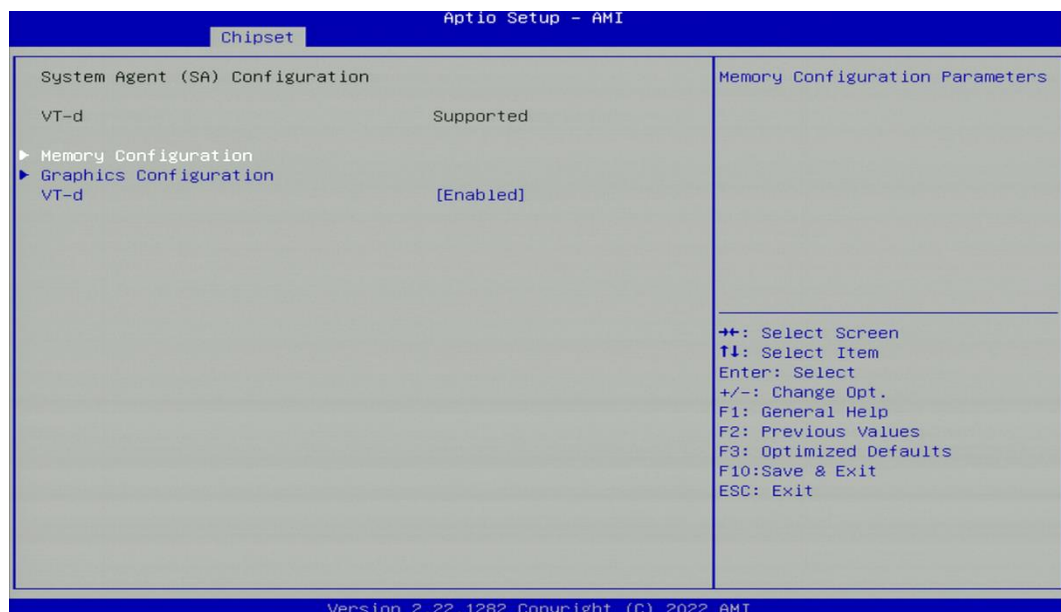 Aptio Setup - AMI
Chipset
System Agent (SA) Configuration
VT-d Supported
► Memory Configuration
► Graphics Configuration
VT-d [Enabled]
Memory Configuration Parameters
→←: Select Screen
↑↓: Select Item
Enter: Select
+/-: Change Opt.
F1: General Help
F2: Previous Values
F3: Optimized Defaults
F10:Save & Exit
ESC: Exit
Version 2.22.1282 Copyright (C) 2022 AMI